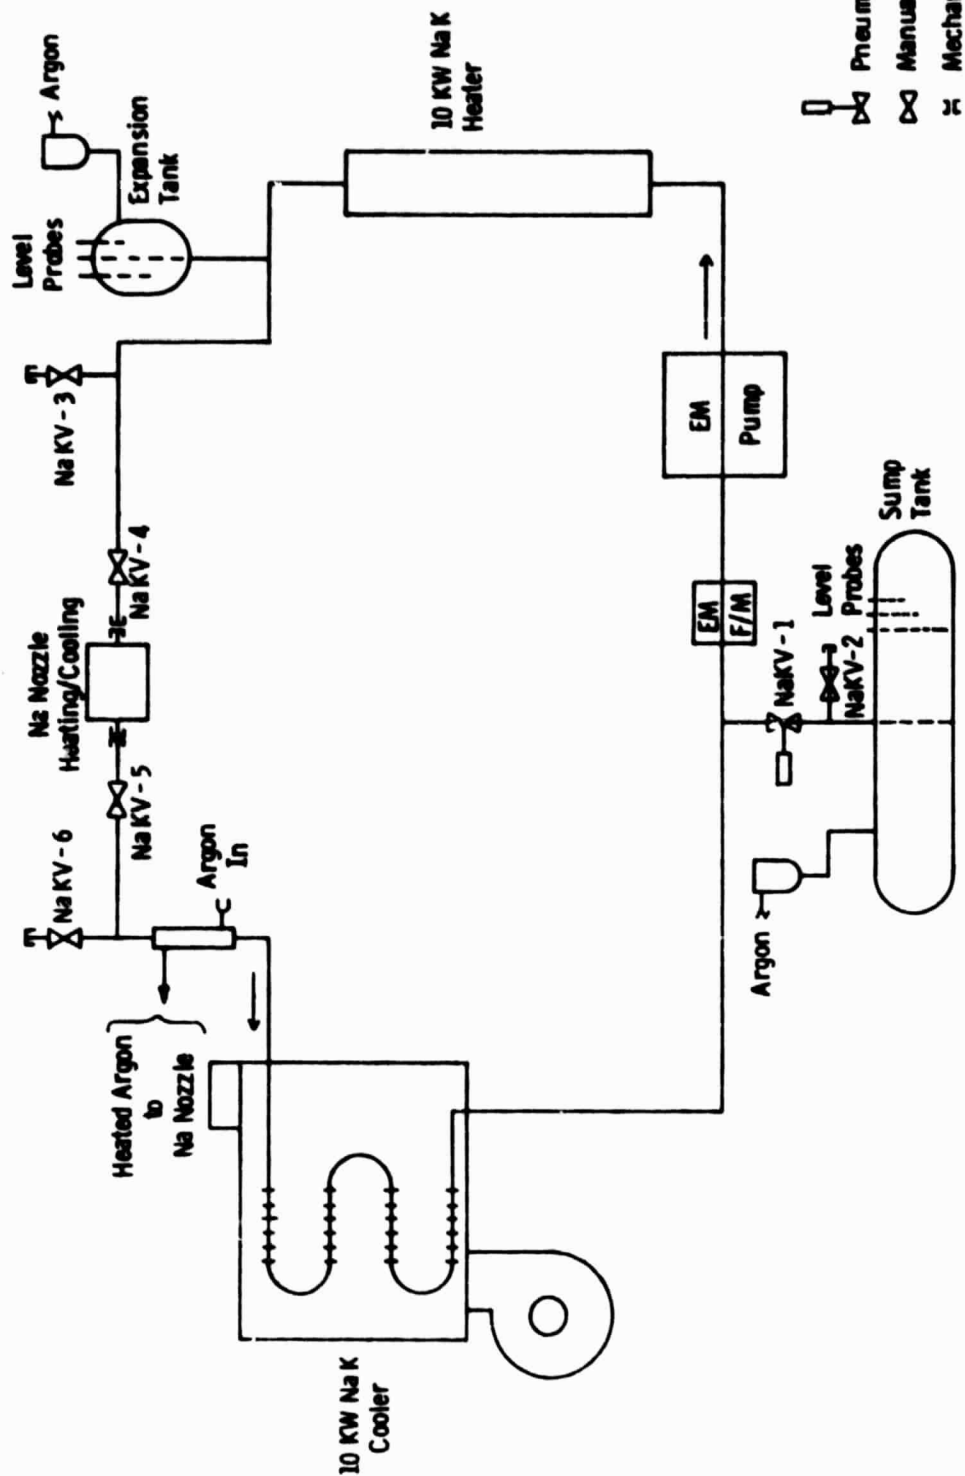 Argon
Level
Probes
Expansion
Tank
NaKV-3
10 KW NaK
Heater
NaKV-4
Na Nozzle
Heating/Cooling
NaKV-5
NaKV-6
Argon
In
Heated Argon
to
Na Nozzle
10 KW NaK
Cooler
EM
Pump
EM
F/M
NaKV-1
NaKV-2
Level
Probes
Sump
Tank
Argon
Pneum
Manua
Mecha